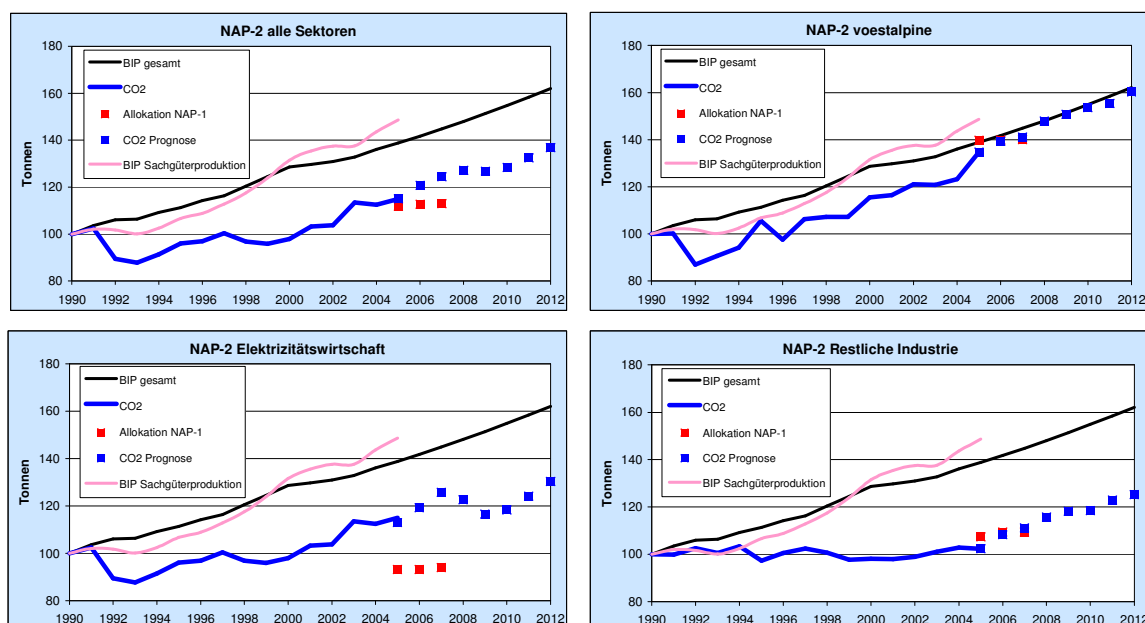 NAP-2 alle Sektoren
180
160
140
120
100
80
Tonnen
BIP gesamt
CO2
Allokation NAP-1
CO2 Prognose
BIP Sachgüterproduktion
1990 1992 1994 1996 1998 2000 2002 2004 2006 2008 2010 2012
NAP-2 voestalpine
180
160
140
120
100
80
Tonnen
BIP gesamt
CO2
Allokation NAP-1
CO2 Prognose
BIP Sachgüterproduktion
1990 1992 1994 1996 1998 2000 2002 2004 2006 2008 2010 2012
NAP-2 Elektrizitätswirtschaft
180
160
140
120
100
80
Tonnen
BIP gesamt
CO2
Allokation NAP-1
CO2 Prognose
BIP Sachgüterproduktion
1990 1992 1994 1996 1998 2000 2002 2004 2006 2008 2010 2012
NAP-2 Restliche Industrie
180
160
140
120
100
80
Tonnen
BIP gesamt
CO2
Allokation NAP-1
CO2 Prognose
BIP Sachgüterproduktion
1990 1992 1994 1996 1998 2000 2002 2004 2006 2008 2010 2012